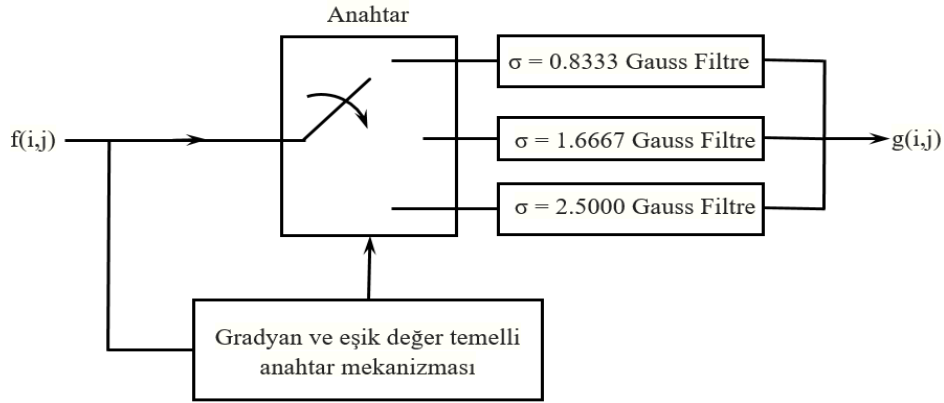 Anahtar
σ = 0.8333 Gauss Filtre
f(i,j)
σ = 1.6667 Gauss Filtre
g(i,j)
σ = 2.5000 Gauss Filtre
Gradyan ve eşik değer temelli
anahtar mekanizması